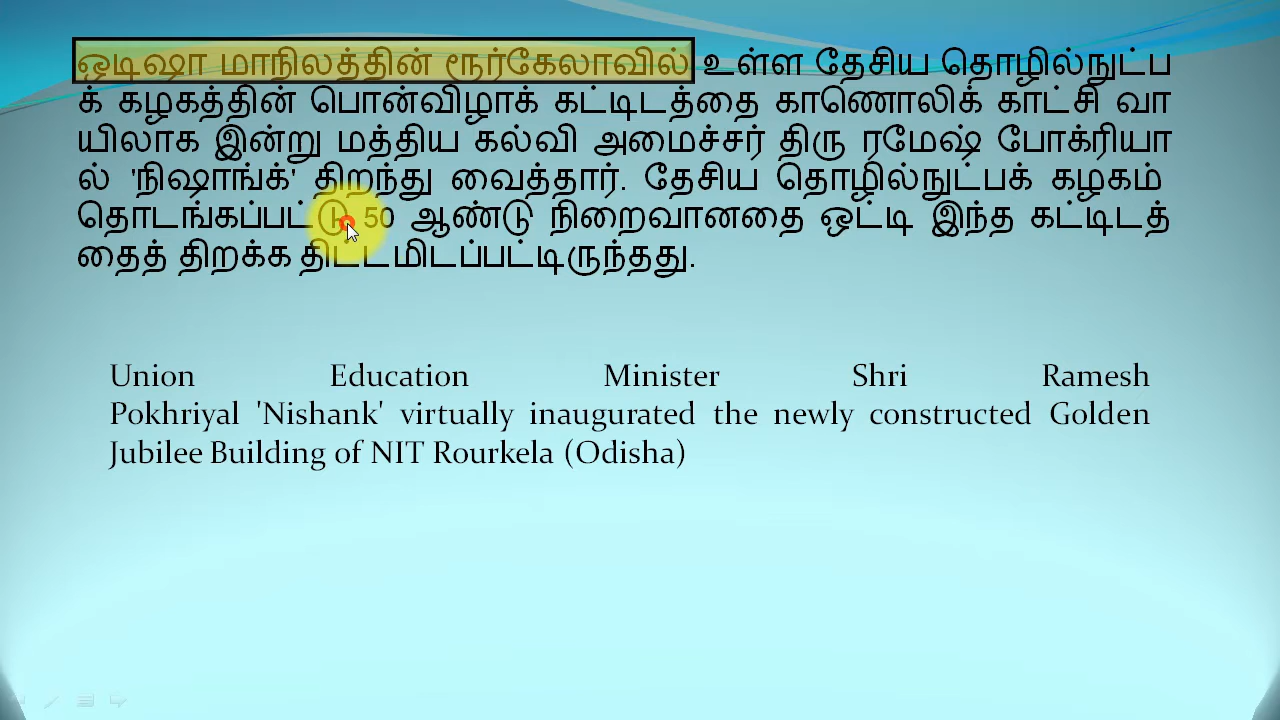 ஒடிஷா மாநிலத்தின் ரூர்கேலாவில் உள்ள தேசிய தொழில்நுட்ப
க் கழகத்தின் பொன்விழாக் கட்டிடத்தை காணொலிக் காட்சி வா
யிலாக இன்று மத்திய கல்வி அமைச்சர் திரு ரமேஷ் போக்ரியா
ல் 'நிஷாங்க்' திறந்து வைத்தார். தேசிய தொழில்நுட்பக் கழகம்
தொடங்கப்பட்டு 50 ஆண்டு நிறைவானதை ஒட்டி இந்த கட்டிடத்
தைத் திறக்க திட்டமிடப்பட்டிருந்தது.
Union Education Minister Shri Ramesh
Pokhriyal 'Nishank' virtually inaugurated the newly constructed Golden
Jubilee Building of NIT Rourkela (Odisha)